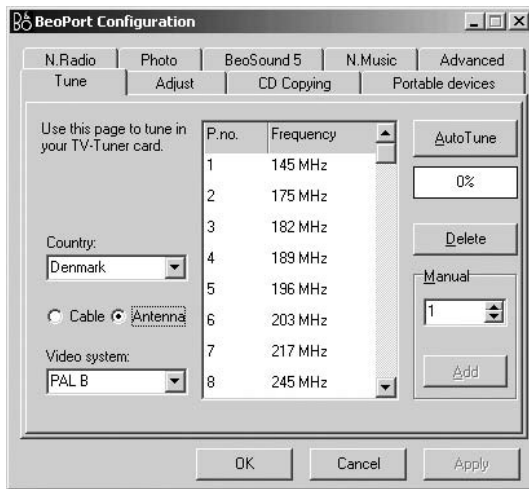 BeoPort Configuration
N.Radio Photo BeoSound 5 N.Music Advanced
Tune Adjust CD Copying Portable devices
Use this page to tune in
your TV-Tuner card.
Country:
Denmark
Cable Antenna
Video system:
PAL B
P.no. Frequency
1 145 MHz
2 175 MHz
3 182 MHz
4 189 MHz
5 196 MHz
6 203 MHz
7 217 MHz
8 245 MHz
AutoTune
0%
Delete
Manual
1
Add
OK Cancel Apply